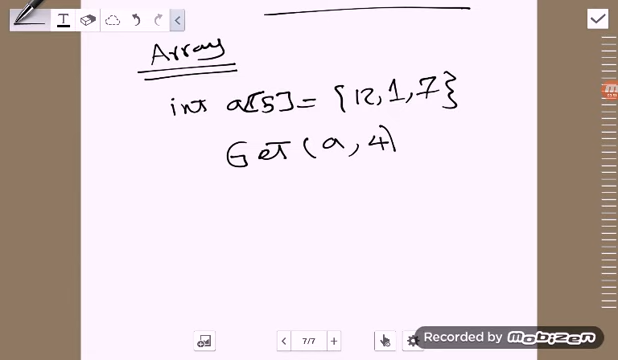 T
Array
int a[5] = {12, 1, 7}
Get (a, 4)
7/7
Recorded by mobizen